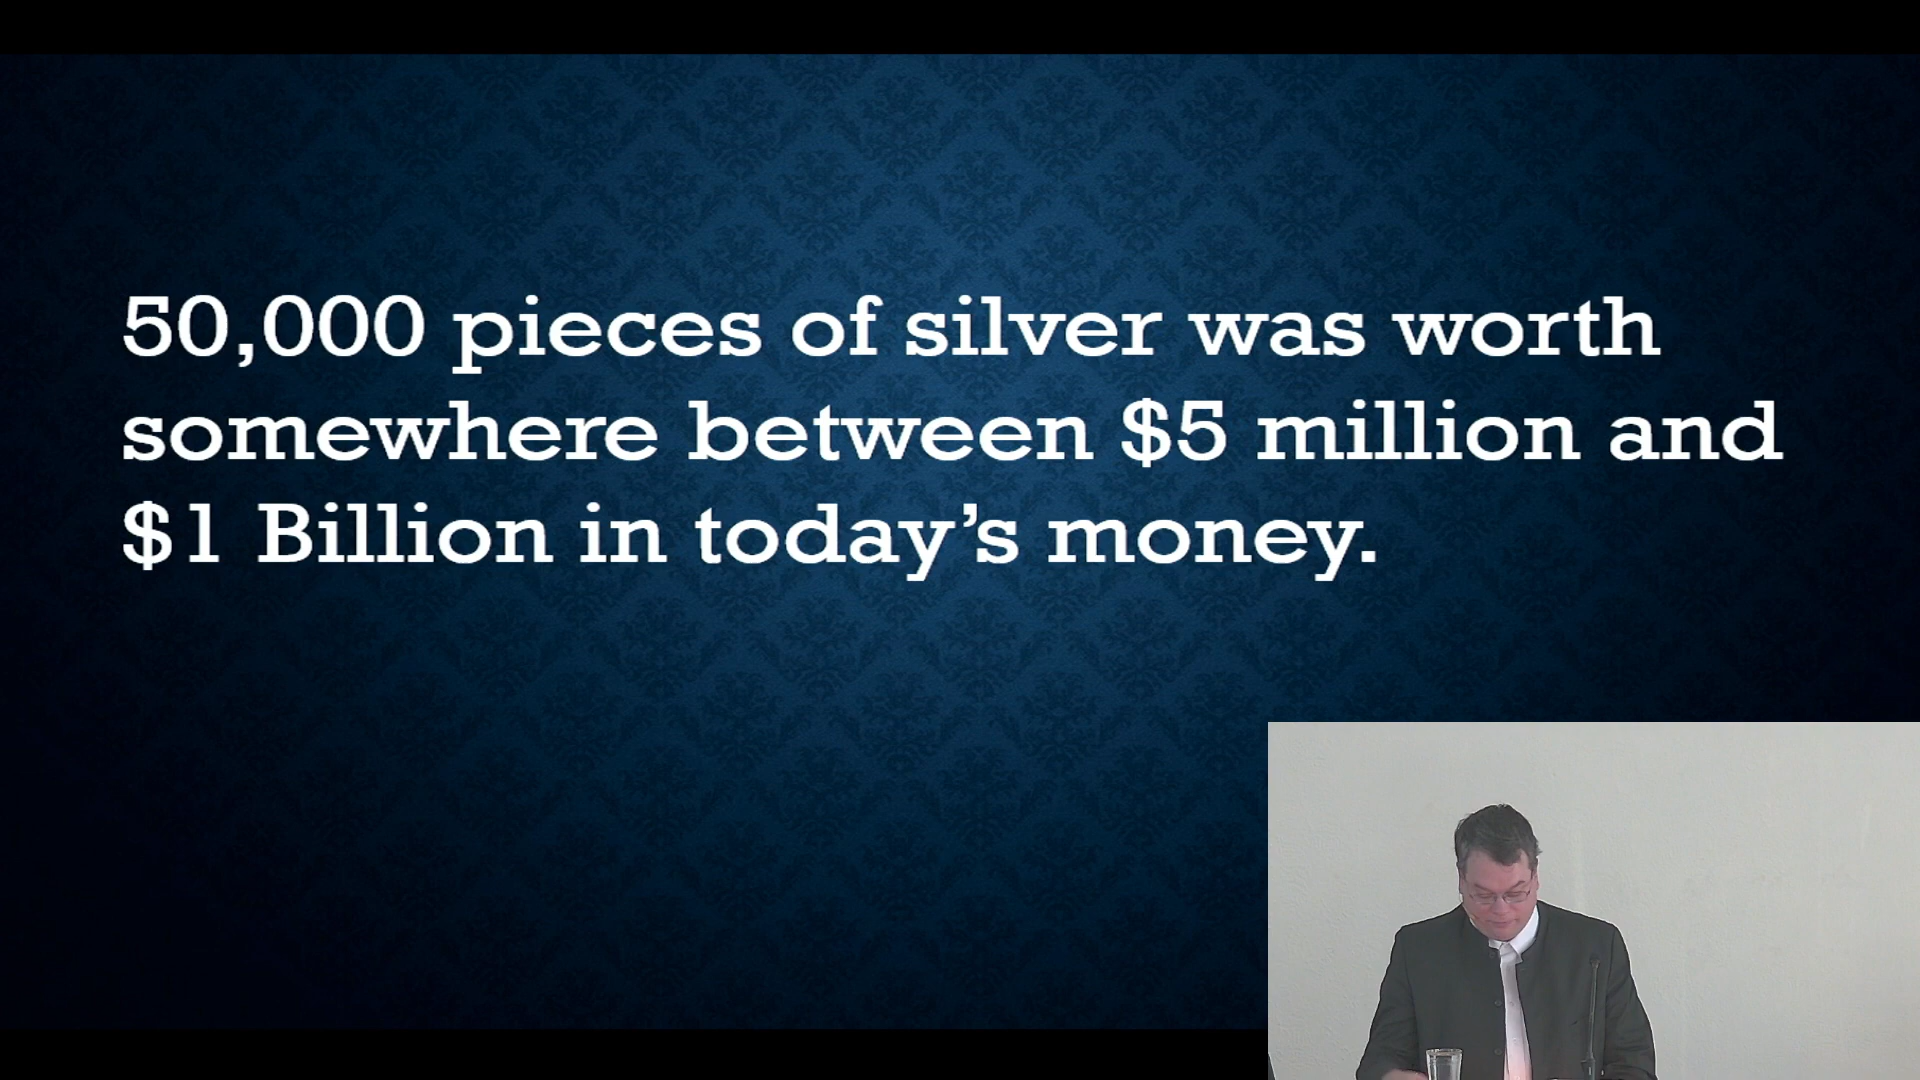 50,000 pieces of silver was worth
somewhere between $5 million and
$1 Billion in today’s money.